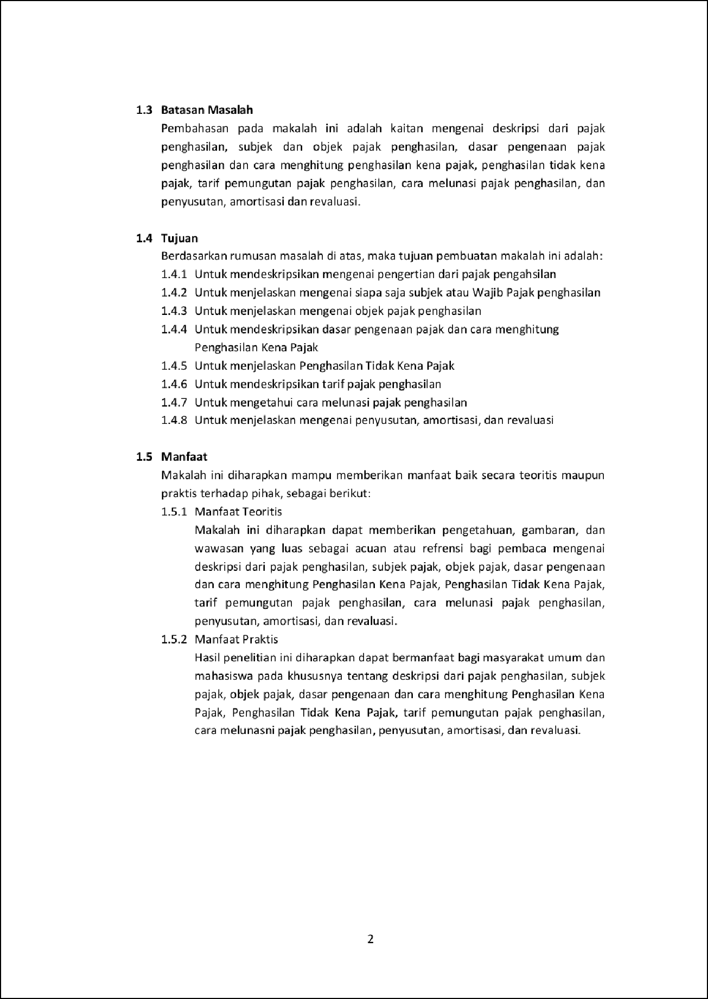 1.3 Batasan Masalah
Pembahasan pada makalah ini adalah kaitan mengenai deskripsi dari pajak
penghasilan, subjek dan objek pajak penghasilan, dasar pengenaan pajak
penghasilan dan cara menghitung penghasilan kena pajak, penghasilan tidak kena
pajak, tarif pemungutan pajak penghasilan, cara melunasi pajak penghasilan, dan
penyusutan, amortisasi dan revaluasi.
1.4 Tujuan
Berdasarkan rumusan masalah di atas, maka tujuan pembuatan makalah ini adalah:
1.4.1 Untuk mendeskripsikan mengenai pengertian dari pajak pengahsilan
1.4.2 Untuk menjelaskan mengenai siapa saja subjek atau Wajib Pajak penghasilan
1.4.3 Untuk menjelaskan mengenai objek pajak penghasilan
1.4.4 Untuk mendeskripsikan dasar pengenaan pajak dan cara menghitung
Penghasilan Kena Pajak
1.4.5 Untuk menjelaskan Penghasilan Tidak Kena Pajak
1.4.6 Untuk mendeskripsikan tarif pajak penghasilan
1.4.7 Untuk mengetahui cara melunasi pajak penghasilan
1.4.8 Untuk menjelaskan mengenai penyusutan, amortisasi, dan revaluasi
1.5 Manfaat
Makalah ini diharapkan mampu memberikan manfaat baik secara teoritis maupun
praktis terhadap pihak, sebagai berikut:
1.5.1 Manfaat Teoritis
Makalah ini diharapkan dapat memberikan pengetahuan, gambaran, dan
wawasan yang luas sebagai acuan atau refrensi bagi pembaca mengenai
deskripsi dari pajak penghasilan, subjek pajak, objek pajak, dasar pengenaan
dan cara menghitung Penghasilan Kena Pajak, Penghasilan Tidak Kena Pajak,
tarif pemungutan pajak penghasilan, cara melunasi pajak penghasilan,
penyusutan, amortisasi, dan revaluasi.
1.5.2 Manfaat Praktis
Hasil penelitian ini diharapkan dapat bermanfaat bagi masyarakat umum dan
mahasiswa pada khususnya tentang deskripsi dari pajak penghasilan, subjek
pajak, objek pajak, dasar pengenaan dan cara menghitung Penghasilan Kena
Pajak, Penghasilan Tidak Kena Pajak, tarif pemungutan pajak penghasilan,
cara melunasni pajak penghasilan, penyusutan, amortisasi, dan revaluasi.
2